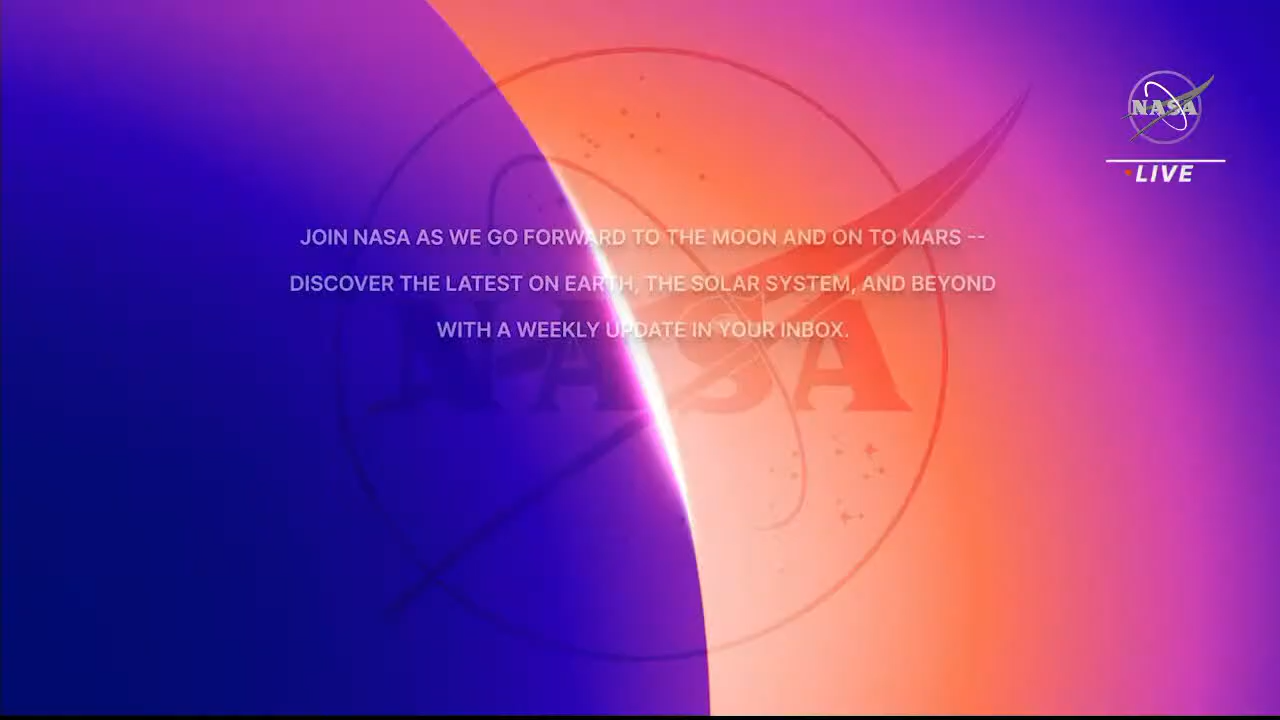 NASA
LIVE
JOIN NASA AS WE GO FORWARD TO THE MOON AND ON TO MARS --
DISCOVER THE LATEST ON EARTH, THE SOLAR SYSTEM, AND BEYOND
WITH A WEEKLY UPDATE IN YOUR INBOX.
NASA